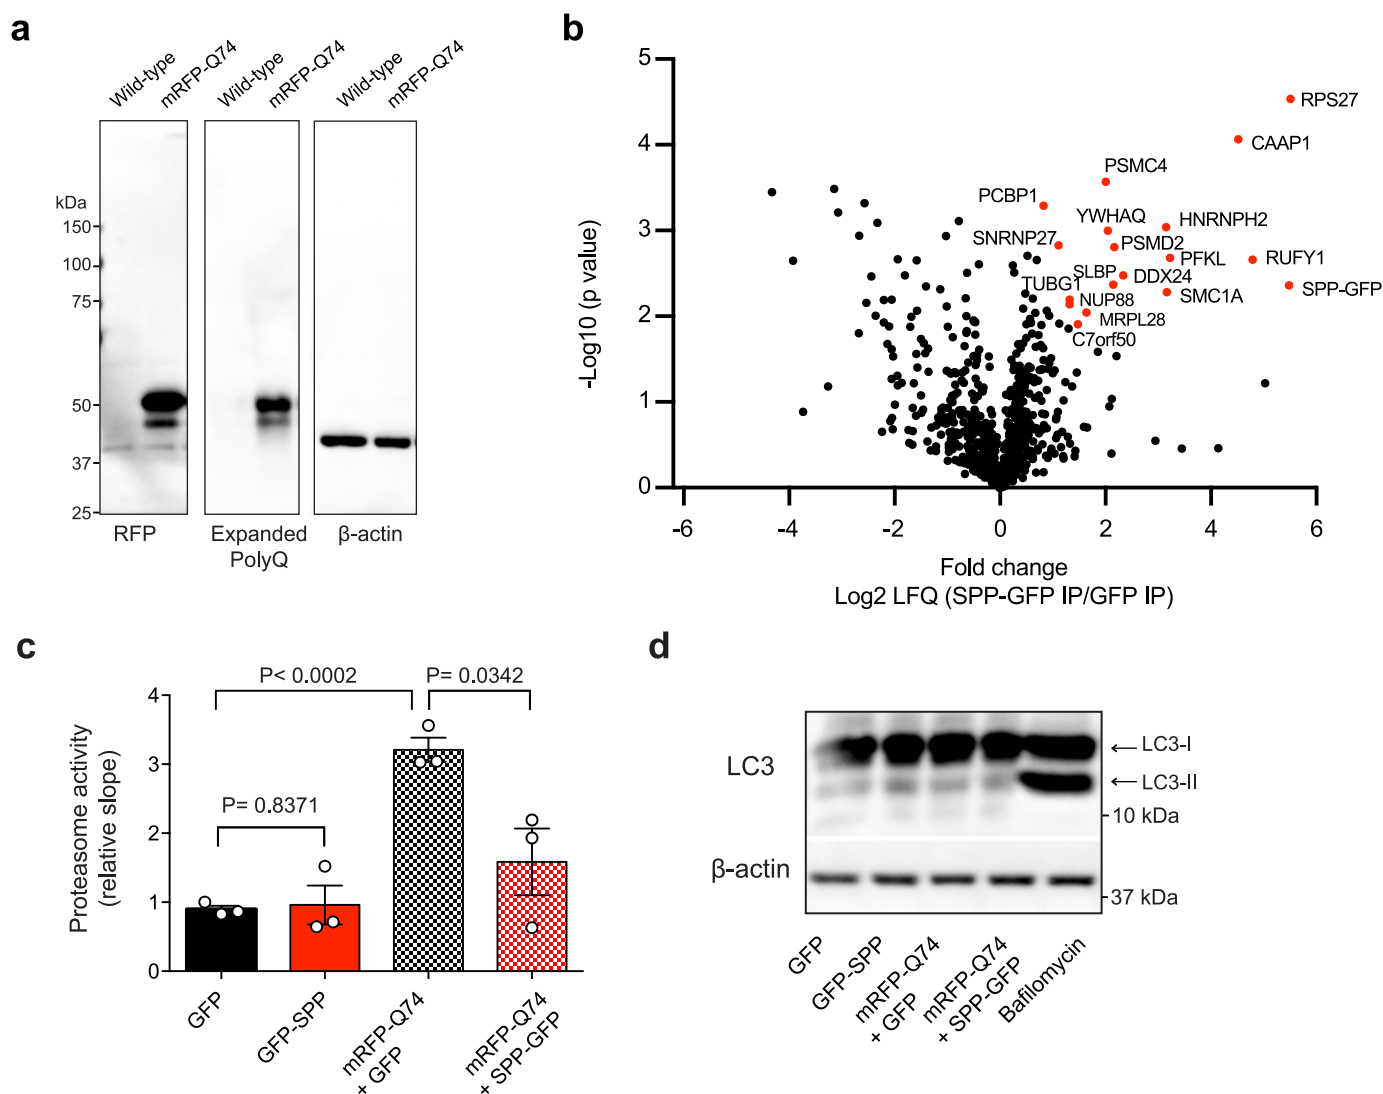 a
Wild-type
mRFP-Q74
Wild-type
mRFP-Q74
Wild-type
mRFP-Q74
kDa
150
100
75
50
37
25
RFP
Expanded
PolyQ
β-actin
b
5
4
3
2
1
0
-Log10 (p value)
RPS27
CAAP1
PSMC4
PCBP1
YWHAQ
HNRNPH2
SNRNP27
PSMD2
PFKL
RUFY1
SLBP
DDX24
TUBG1
NUP88
SMC1A
SPP-GFP
MRPL28
C7orf50
-6
-4
-2
0
2
4
6
Fold change
Log2 LFQ (SPP-GFP IP/GFP IP)
c
P< 0.0002
P= 0.0342
P= 0.8371
4
3
2
1
0
Proteasome activity
(relative slope)
GFP
GFP-SPP
mRFP-Q74
+ GFP
mRFP-Q74
+ SPP-GFP
d
LC3
←LC3-I
←LC3-II
10 kDa
β-actin
37 kDa
GFP
GFP-SPP
mRFP-Q74
+ GFP
mRFP-Q74
+ SPP-GFP
Bafilomycin